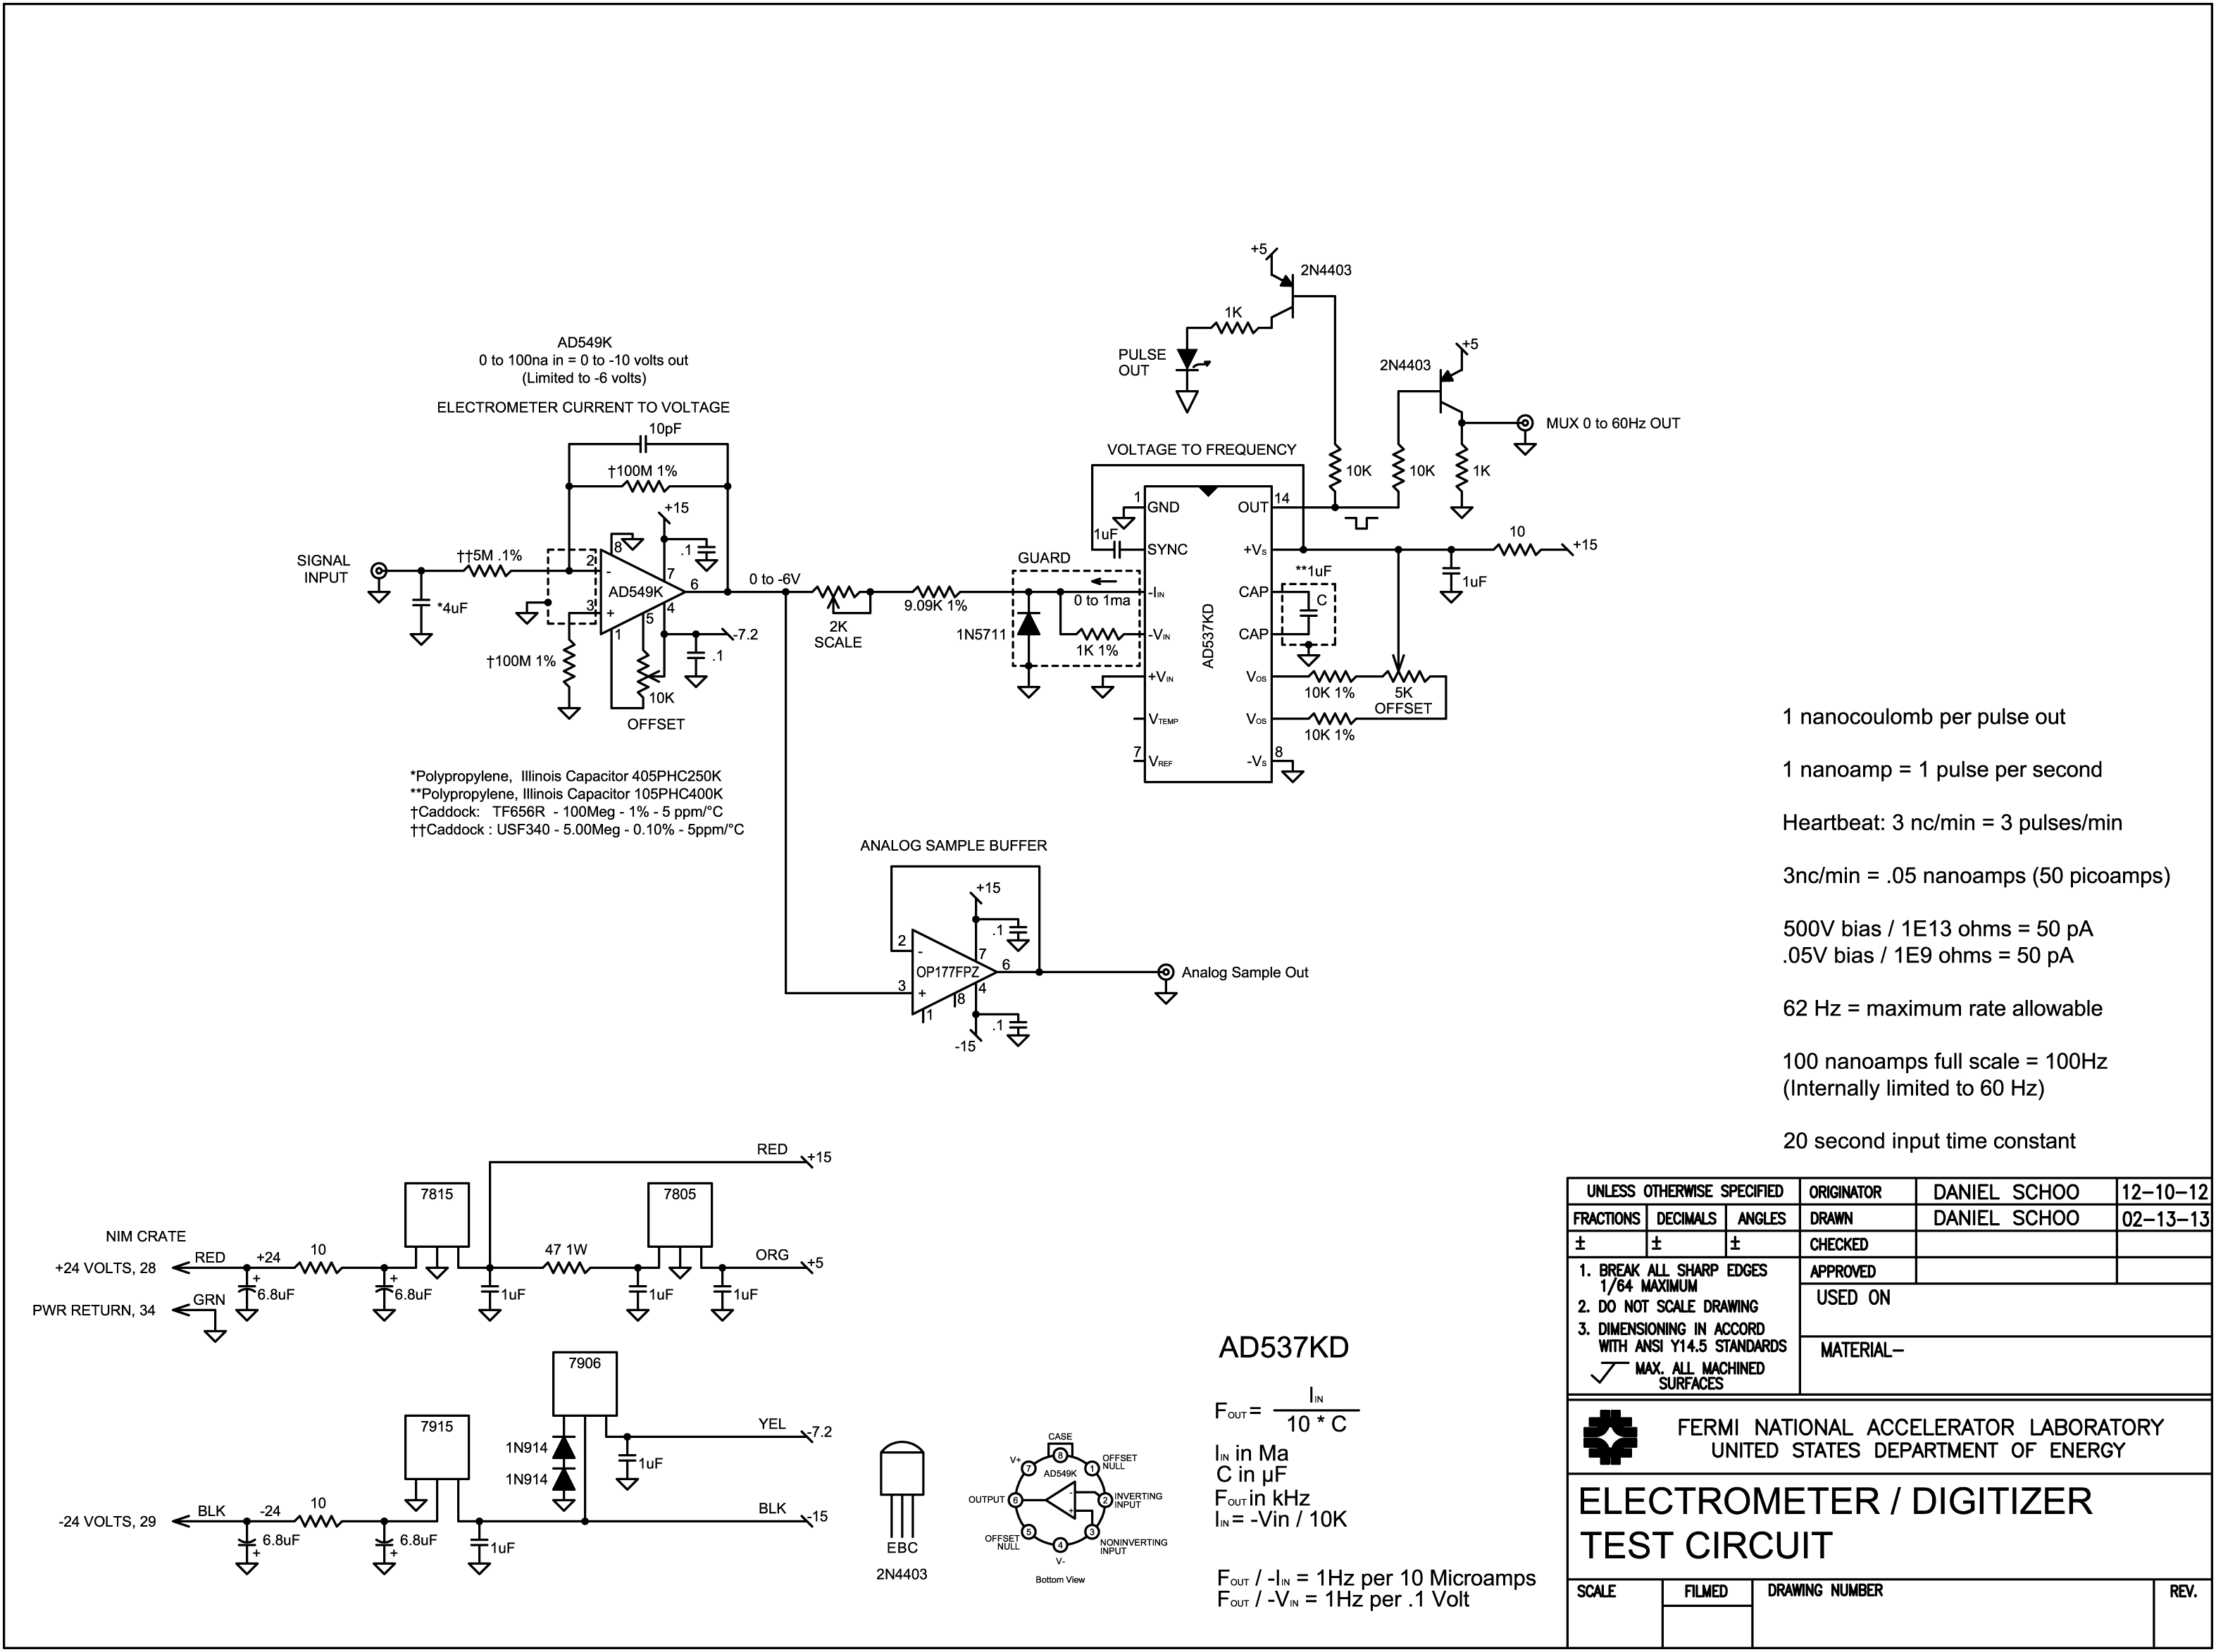 AD549K
0 to 100na in = 0 to -10 volts out
(Limited to -6 volts)
ELECTROMETER CURRENT TO VOLTAGE
10pF
†100M 1%
+15
8
.1
SIGNAL
INPUT
††5M .1%
2
-
7
AD549K
6
*4uF
3
+
4
5
1
†100M 1%
-7.2
.1
10K
OFFSET
0 to -6V
2K
SCALE
9.09K 1%
GUARD
1N5711
0 to 1ma
1K 1%
+5
2N4403
1K
PULSE
OUT
2N4403
+5
MUX 0 to 60Hz OUT
10K
10K
1K
VOLTAGE TO FREQUENCY
1
GND
OUT
14
1uF
SYNC
+Vs
10
+15
1uF
**1uF
-IIN
CAP
C
-VIN
CAP
AD537KD
+VIN
Vos
10K 1%
5K
OFFSET
VTEMP
Vos
10K 1%
7
VREF
-Vs
8
*Polypropylene, Illinois Capacitor 405PHC250K
**Polypropylene, Illinois Capacitor 105PHC400K
†Caddock: TF656R - 100Meg - 1% - 5 ppm/°C
††Caddock : USF340 - 5.00Meg - 0.10% - 5ppm/°C
ANALOG SAMPLE BUFFER
+15
.1
2
-
7
OP177FPZ
6
3
+
4
8
1
.1
-15
Analog Sample Out
1 nanocoulomb per pulse out
1 nanoamp = 1 pulse per second
Heartbeat: 3 nc/min = 3 pulses/min
3nc/min = .05 nanoamps (50 picoamps)
500V bias / 1E13 ohms = 50 pA
.05V bias / 1E9 ohms = 50 pA
62 Hz = maximum rate allowable
100 nanoamps full scale = 100Hz
(Internally limited to 60 Hz)
20 second input time constant
NIM CRATE
+24 VOLTS, 28
RED
+24
10
7815
RED
+15
47 1W
7805
ORG
+5
+
6.8uF
+
6.8uF
1uF
1uF
1uF
PWR RETURN, 34
GRN
7906
7915
1N914
1N914
YEL
-7.2
1uF
-24 VOLTS, 29
BLK
-24
10
BLK
-15
6.8uF
+
6.8uF
+
1uF
EBC
2N4403
CASE
8
V+
7
1
OFFSET
NULL
AD549K
OUTPUT
6
-
+
2
INVERTING
INPUT
OFFSET
NULL
5
3
NONINVERTING
INPUT
4
V-
Bottom View
AD537KD
FOUT = IIN
10 * C
IIN in Ma
C in µF
FOUT in kHz
IIN = -Vin / 10K
FOUT / -IIN = 1Hz per 10 Microamps
FOUT / -VIN = 1Hz per .1 Volt
UNLESS OTHERWISE SPECIFIED
ORIGINATOR
DANIEL SCHOO
12-10-12
FRACTIONS
DECIMALS
ANGLES
DRAWN
DANIEL SCHOO
02-13-13
±
±
±
CHECKED
1. BREAK ALL SHARP EDGES
1/64 MAXIMUM
2. DO NOT SCALE DRAWING
3. DIMENSIONING IN ACCORD
WITH ANSI Y14.5 STANDARDS
MAX. ALL MACHINED
SURFACES
APPROVED
USED ON
MATERIAL-
FERMI NATIONAL ACCELERATOR LABORATORY
UNITED STATES DEPARTMENT OF ENERGY
ELECTROMETER / DIGITIZER
TEST CIRCUIT
SCALE
FILMED
DRAWING NUMBER
REV.